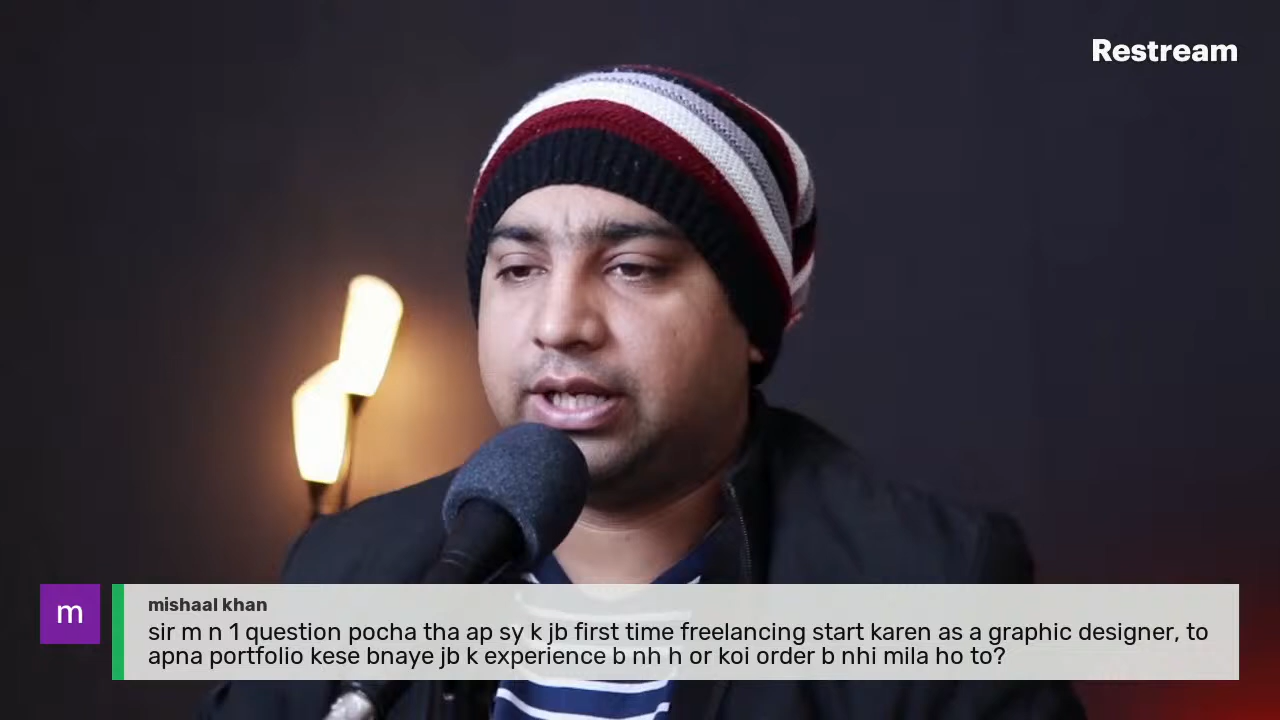 Restream
m
mishaal khan
sir m n 1 question pocha tha ap sy k jb first time freelancing start karen as a graphic designer, to
apna portfolio kese bnaye jb k experience b nh h or koi order b nhi mila ho to?